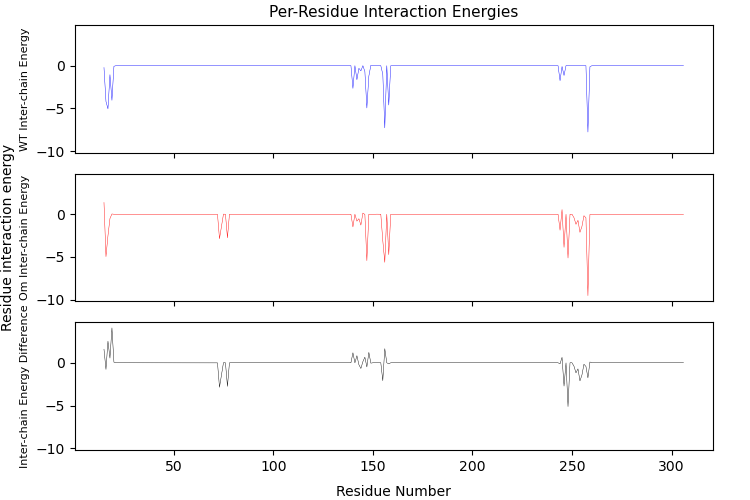 Per-Residue Interaction Energies
Residue interaction energy
WT Inter-chain Energy
0
−5
−10
Om Inter-chain Energy
0
−5
−10
Inter-chain Energy Difference
0
−5
−10
50
100
150
200
250
300
Residue Number